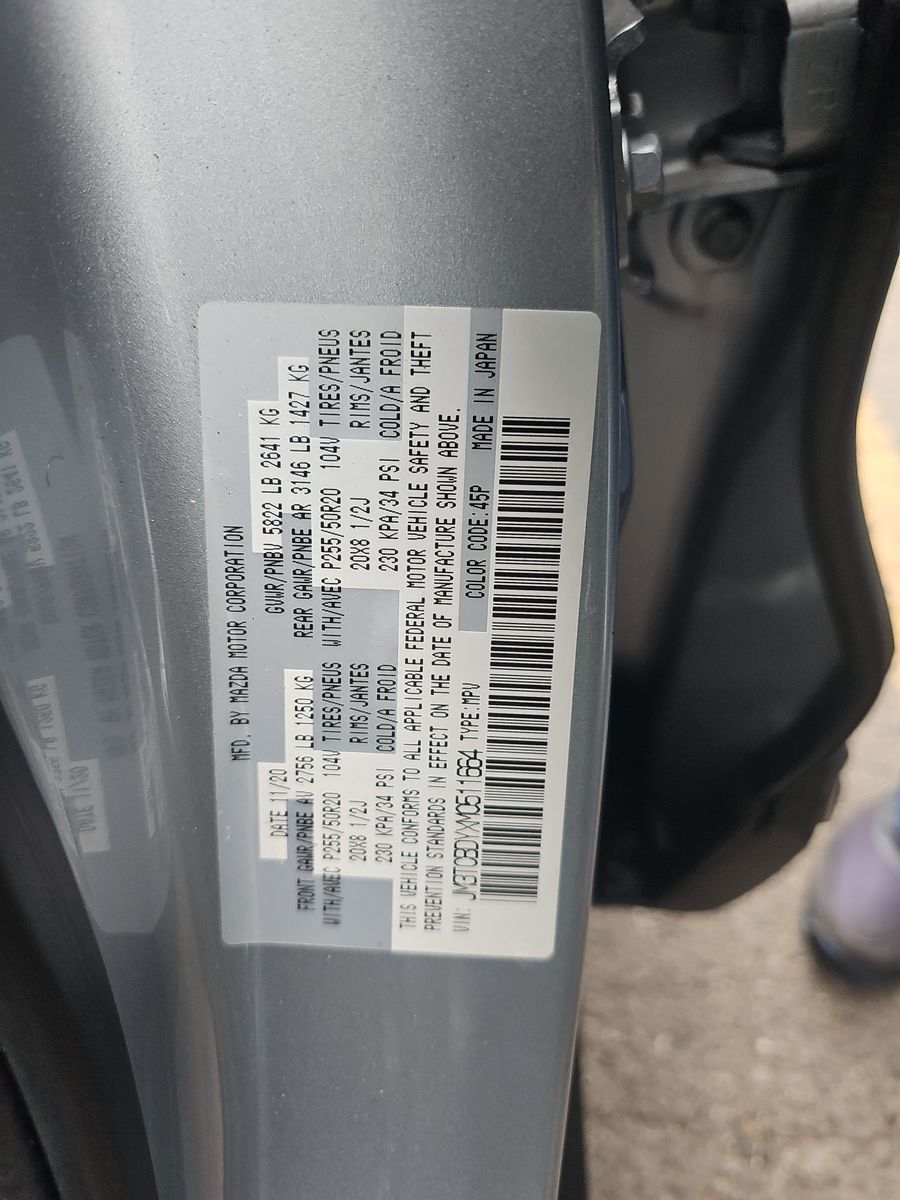 MFD. BY MAZDA MOTOR CORPORATION
DATE 11/20 GVWR/PNBV 5822 LB 2641 KG
FRONT GAWR/PNBE AV 2756 LB 1250 KG REAR GAWR/PNBE AR 3146 LB 1427 KG
WITH/AVEC P255/50R20 104V TIRES/PNEUS WITH/AVEC P255/50R20 104V TIRES/PNEUS
20X8 1/2J RIMS/JANTES 20X8 1/2J RIMS/JANTES
230 KPA/34 PSI COLD/A FROID 230 KPA/34 PSI COLD/A FROID
THIS VEHICLE CONFORMS TO ALL APPLICABLE FEDERAL MOTOR VEHICLE SAFETY AND THEFT
PREVENTION STANDARDS IN EFFECT ON THE DATE OF MANUFACTURE SHOWN ABOVE.
VIN: JM3TCBDYXM0511664 TYPE:MPV COLOR CODE:45P MADE IN JAPAN